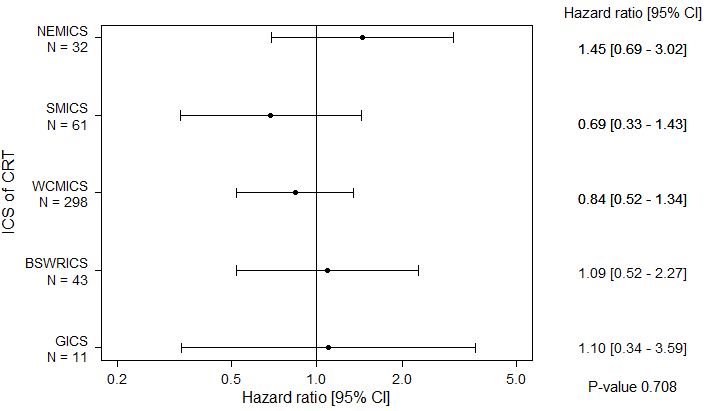 Hazard ratio [95% CI]
NEMICS
N = 32
1.45 [0.69 - 3.02]
SMICS
N = 61
0.69 [0.33 - 1.43]
WCMICS
N = 298
0.84 [0.52 - 1.34]
BSWRICS
N = 43
1.09 [0.52 - 2.27]
GICS
N = 11
1.10 [0.34 - 3.59]
ICS of CRT
0.2 0.5 1.0 2.0 5.0
Hazard ratio [95% CI]
P-value 0.708